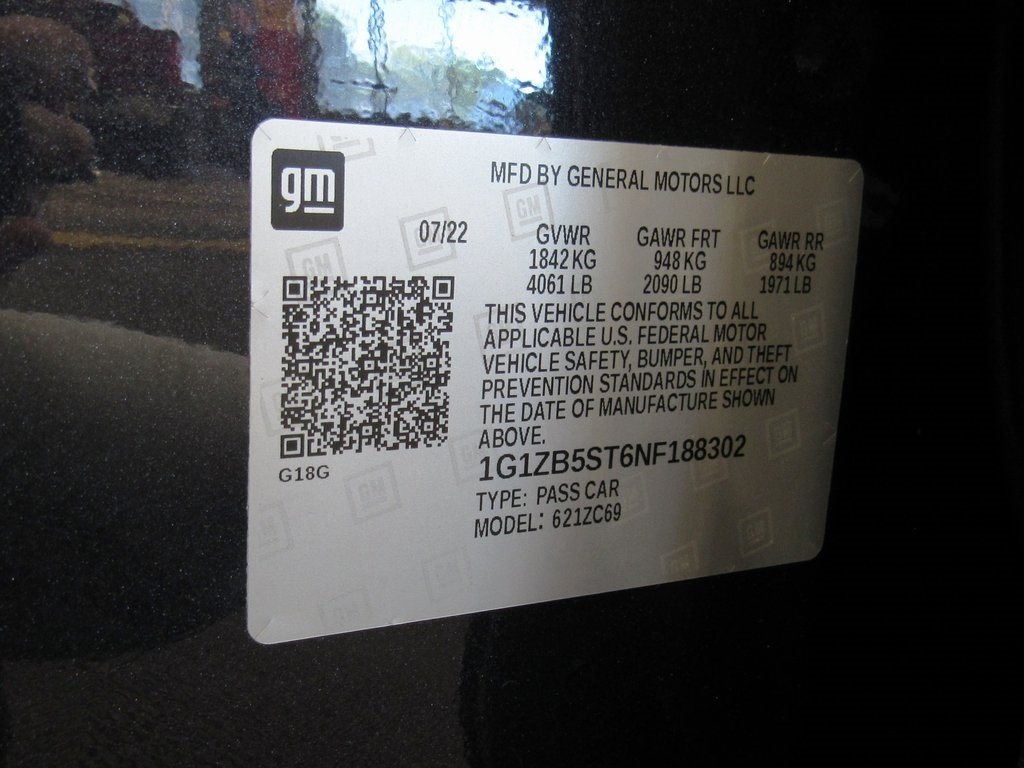 gm
MFD BY GENERAL MOTORS LLC
07/22
GVWR GAWR FRT GAWR RR
1842 KG 948 KG 894 KG
4061 LB 2090 LB 1971 LB
THIS VEHICLE CONFORMS TO ALL
APPLICABLE U.S. FEDERAL MOTOR
VEHICLE SAFETY, BUMPER, AND THEFT
PREVENTION STANDARDS IN EFFECT ON
THE DATE OF MANUFACTURE SHOWN
ABOVE.
1G1ZB5ST6NF188302
TYPE: PASS CAR
MODEL: 621ZC69
G18G